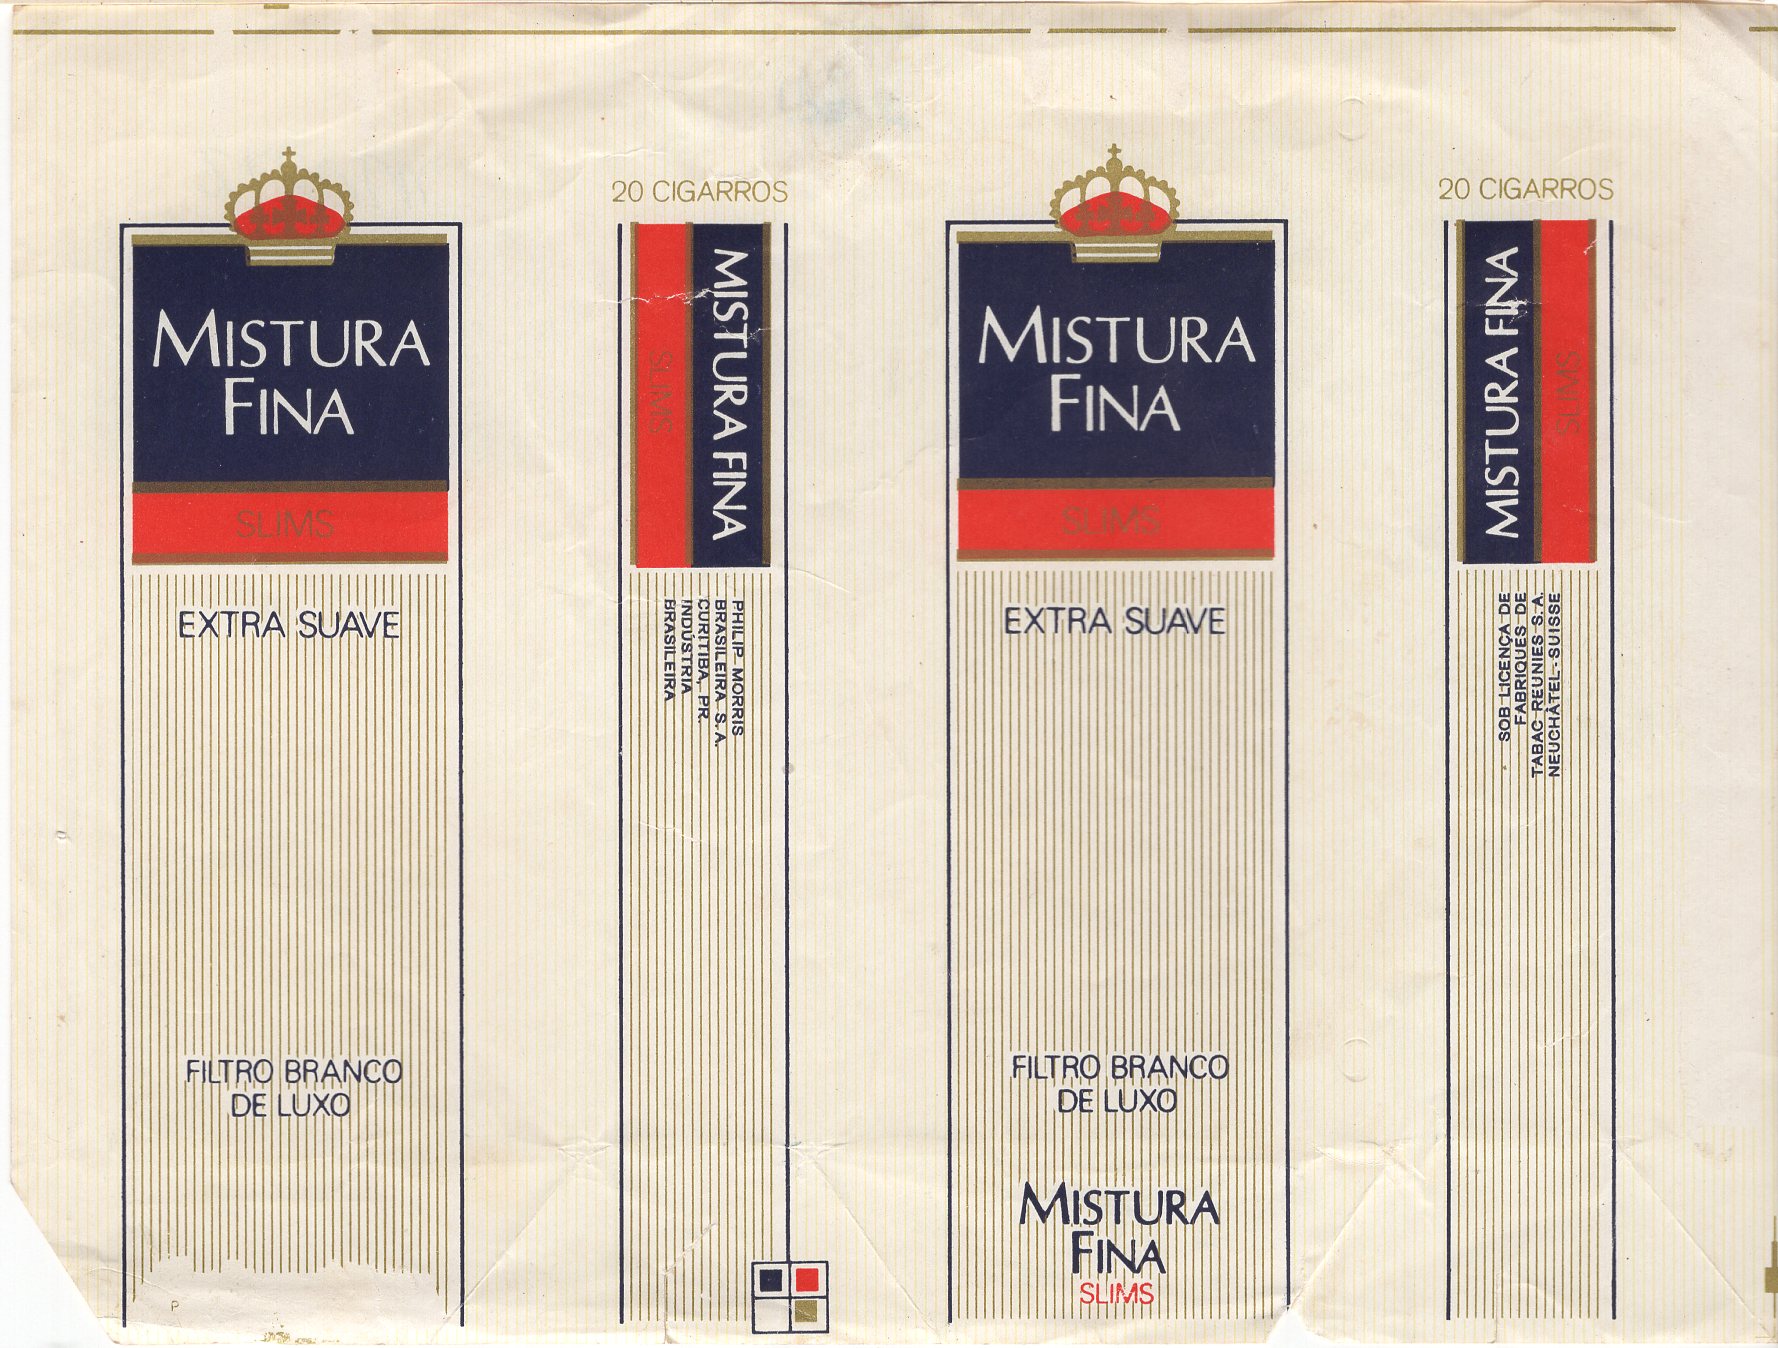 MISTURA
FINA
SLIMS
EXTRA SUAVE
FILTRO BRANCO
DE LUXO
P
20 CIGARROS
MISTURA FINA
SLIMS
PHILIP MORRIS
BRASILEIRA S.A.
CURITIBA, PR.
INDÚSTRIA
BRASILEIRA
MISTURA
FINA
SLIMS
EXTRA SUAVE
FILTRO BRANCO
DE LUXO
MISTURA
FINA
SLIMS
20 CIGARROS
MISTURA FINA
SLIMS
SOB LICENÇA DE
FABRIQUES DE
TABAC REUNIES S.A.
NEUCHÂTEL - SUISSE